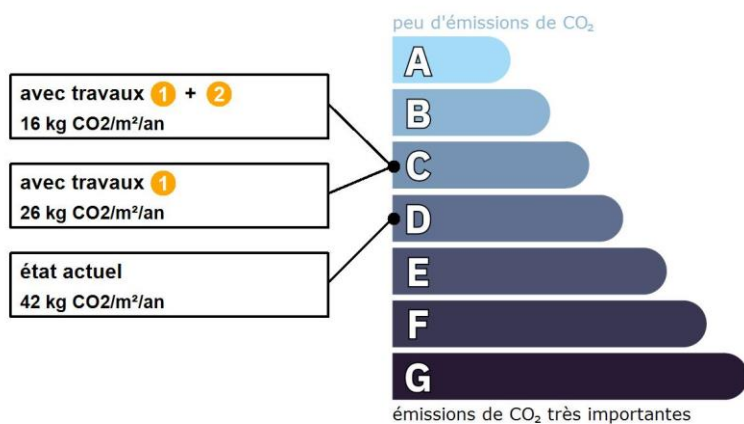 peu d'émissions de CO₂
A
B
C
D
E
F
G
émissions de CO₂ très importantes
avec travaux 1 + 2
16 kg CO2/m²/an
avec travaux 1
26 kg CO2/m²/an
état actuel
42 kg CO2/m²/an